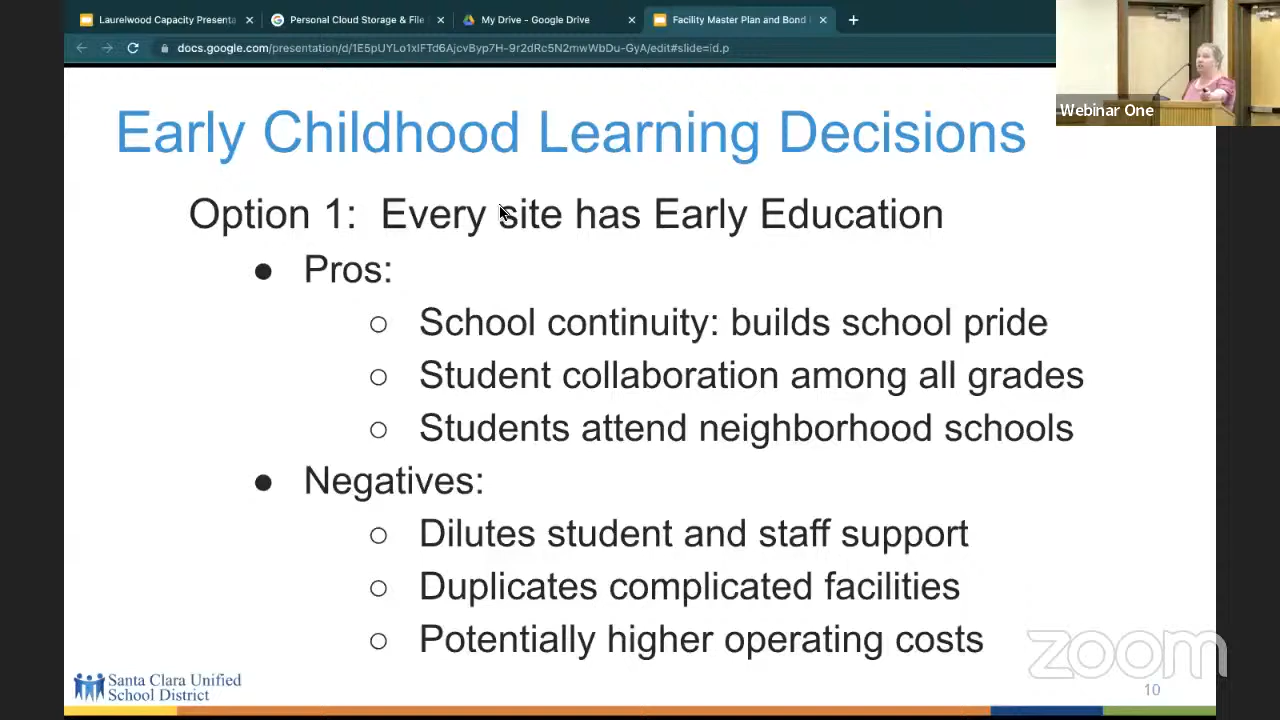 Laurelwood Capacity Presenta
Personal Cloud Storage & File
My Drive - Google Drive
Facility Master Plan and Bond
docs.google.com/presentation/d/1E5pUYLo1xIFTd6AjcvByp7H-9r2dRc5N2mwWbDu-GyA/edit#slide=id.p
Webinar One
Early Childhood Learning Decisions
Option 1: Every site has Early Education
● Pros:
○ School continuity: builds school pride
○ Student collaboration among all grades
○ Students attend neighborhood schools
● Negatives:
○ Dilutes student and staff support
○ Duplicates complicated facilities
○ Potentially higher operating costs
zoom
Santa Clara Unified
School District
10